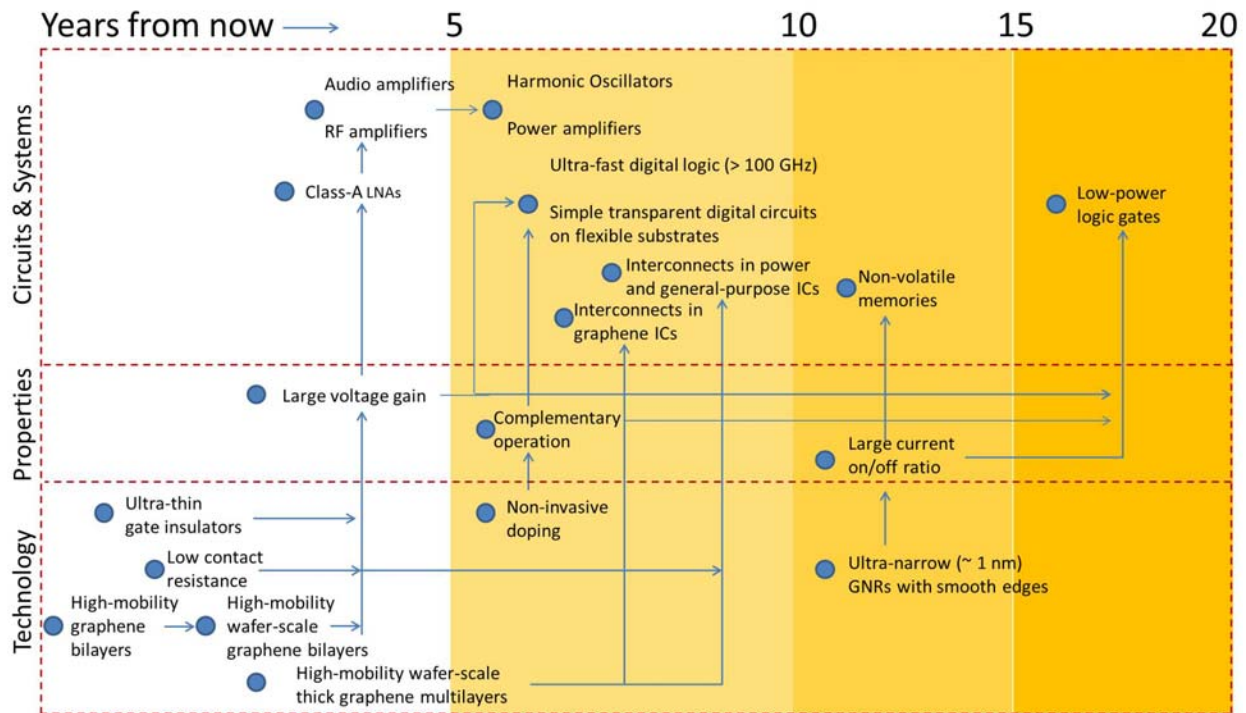 Years from now
5
10
15
20
Circuits & Systems
Audio amplifiers
RF amplifiers
Harmonic Oscillators
Power amplifiers
Class-A LNAs
Ultra-fast digital logic (> 100 GHz)
Simple transparent digital circuits
on flexible substrates
Interconnects in power
and general-purpose ICs
Interconnects in
graphene ICs
Non-volatile
memories
Low-power
logic gates
Properties
Large voltage gain
Complementary
operation
Large current
on/off ratio
Technology
Ultra-thin
gate insulators
Non-invasive
doping
Low contact
resistance
Ultra-narrow (~ 1 nm)
GNRs with smooth edges
High-mobility
graphene
bilayers
High-mobility
wafer-scale
graphene bilayers
High-mobility wafer-scale
thick graphene multilayers